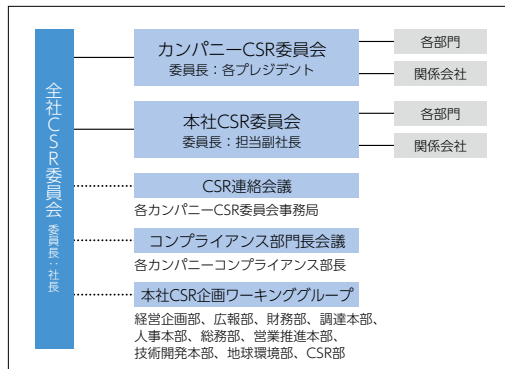 全社CSR委員会 委員長：社長
カンパニーCSR委員会
委員長：各プレジデント
各部門
関係会社
本社CSR委員会
委員長：担当副社長
各部門
関係会社
CSR連絡会議
各カンパニーCSR委員会事務局
コンプライアンス部門長会議
各カンパニーコンプライアンス部長
本社CSR企画ワーキンググループ
経営企画部、広報部、財務部、調達本部、
人事本部、総務部、営業推進本部、
技術開発本部、地球環境部、CSR部